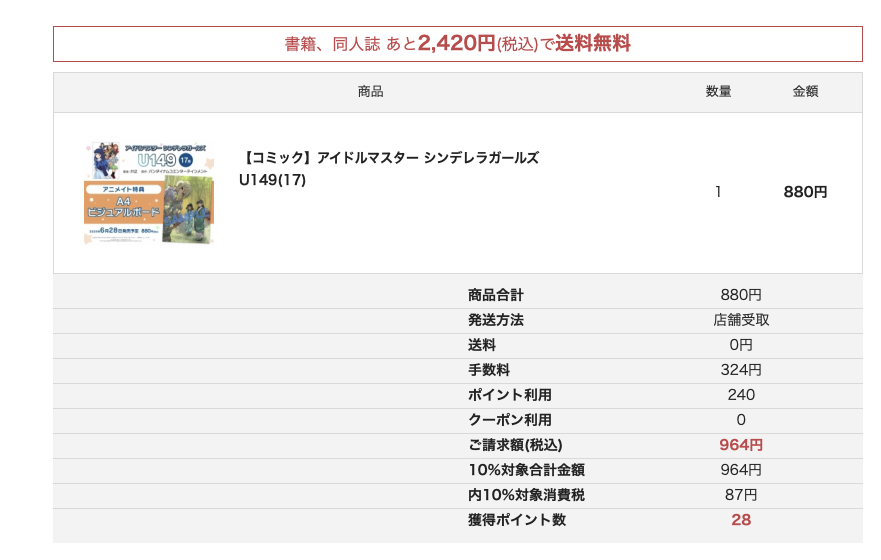 書籍、同人誌 あと2,420円(税込)で送料無料
商品 数量 金額
アイドルマスター シンデレラガールズ
U149 17巻
アニメイト特典
A4
ビジュアルボード
6月28日発売予定 880円
【コミック】アイドルマスター シンデレラガールズ
U149(17)
1 880円
商品合計 880円
発送方法 店舗受取
送料 0円
手数料 324円
ポイント利用 240
クーポン利用 0
ご請求額(税込) 964円
10%対象合計金額 964円
内10%対象消費税 87円
獲得ポイント数 28